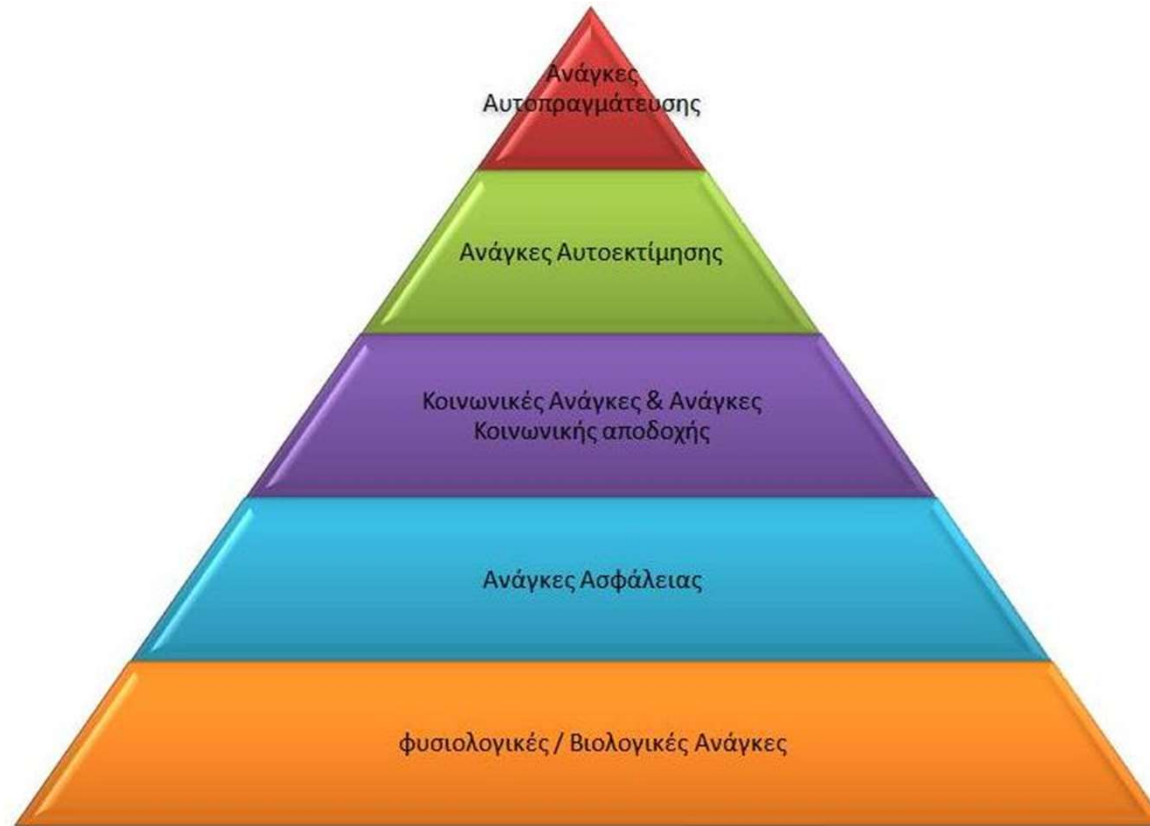 Ανάγκες
Αυτοπραγμάτευσης
Ανάγκες Αυτοεκτίμησης
Κοινωνικές Ανάγκες & Ανάγκες
Κοινωνικής αποδοχής
Ανάγκες Ασφάλειας
φυσιολογικές / Βιολογικές Ανάγκες